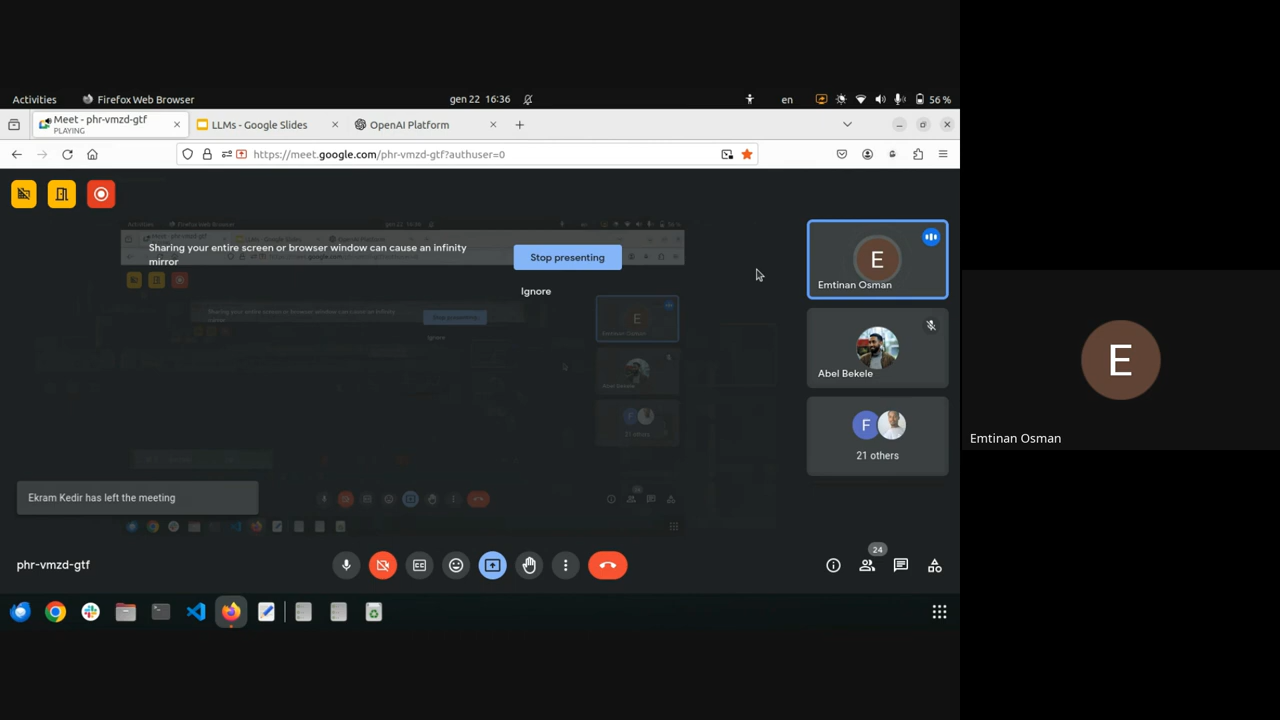 Activities
Firefox Web Browser
gen 22 16:36
en
56 %
Meet - phr-vmzd-gtf
PLAYING
LLMs - Google Slides
OpenAI Platform
https://meet.google.com/phr-vmzd-gtf?authuser=0
Sharing your entire screen or browser window can cause an infinity
mirror
Stop presenting
Ignore
Emtinan Osman
Abel Bekele
F
21 others
E
E
Emtinan Osman
Ekram Kedir has left the meeting
phr-vmzd-gtf
24